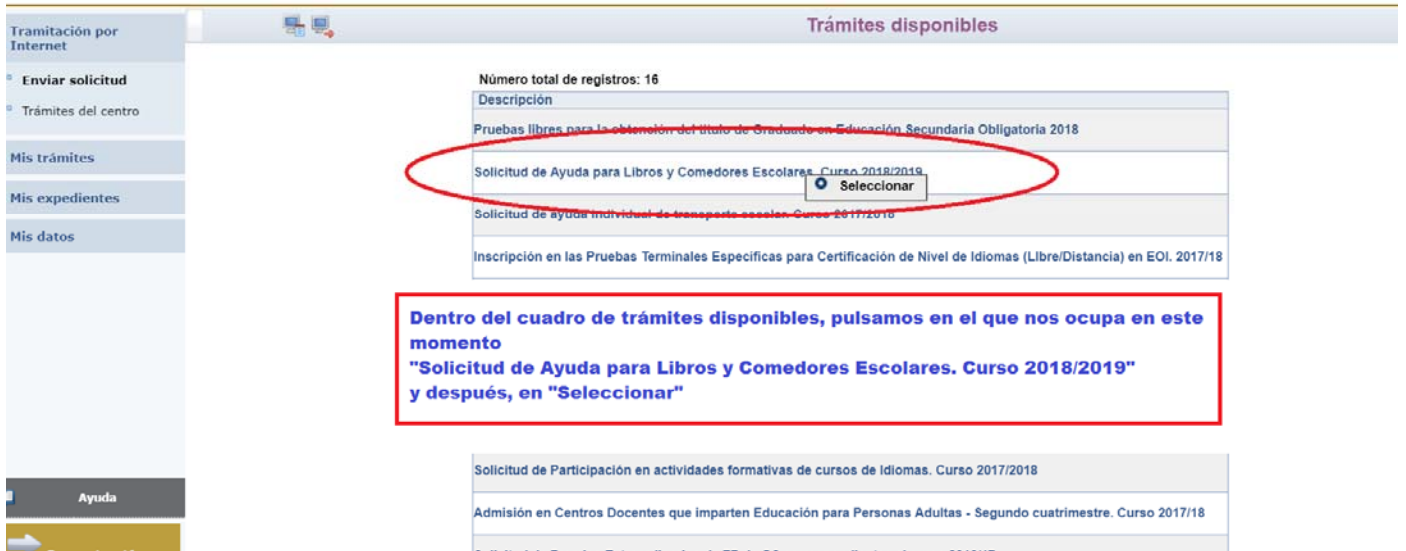 Tramitación por
Internet
Enviar solicitud
Trámites del centro
Mis trámites
Mis expedientes
Mis datos
Ayuda
Trámites disponibles
Número total de registros: 16
Descripción
Pruebas libres para la obtención del título de Graduado en Educación Secundaria Obligatoria 2018
Solicitud de Ayuda para Libros y Comedores Escolares. Curso 2018/2019
Seleccionar
Solicitud de ayuda individual de transporte escolar. Curso 2017/2018
Inscripción en las Pruebas Terminales Específicas para Certificación de Nivel de Idiomas (LIbre/Distancia) en EOI. 2017/18
Dentro del cuadro de trámites disponibles, pulsamos en el que nos ocupa en este
momento
"Solicitud de Ayuda para Libros y Comedores Escolares. Curso 2018/2019"
y después, en "Seleccionar"
Solicitud de Participación en actividades formativas de cursos de Idiomas. Curso 2017/2018
Admisión en Centros Docentes que imparten Educación para Personas Adultas - Segundo cuatrimestre. Curso 2017/18